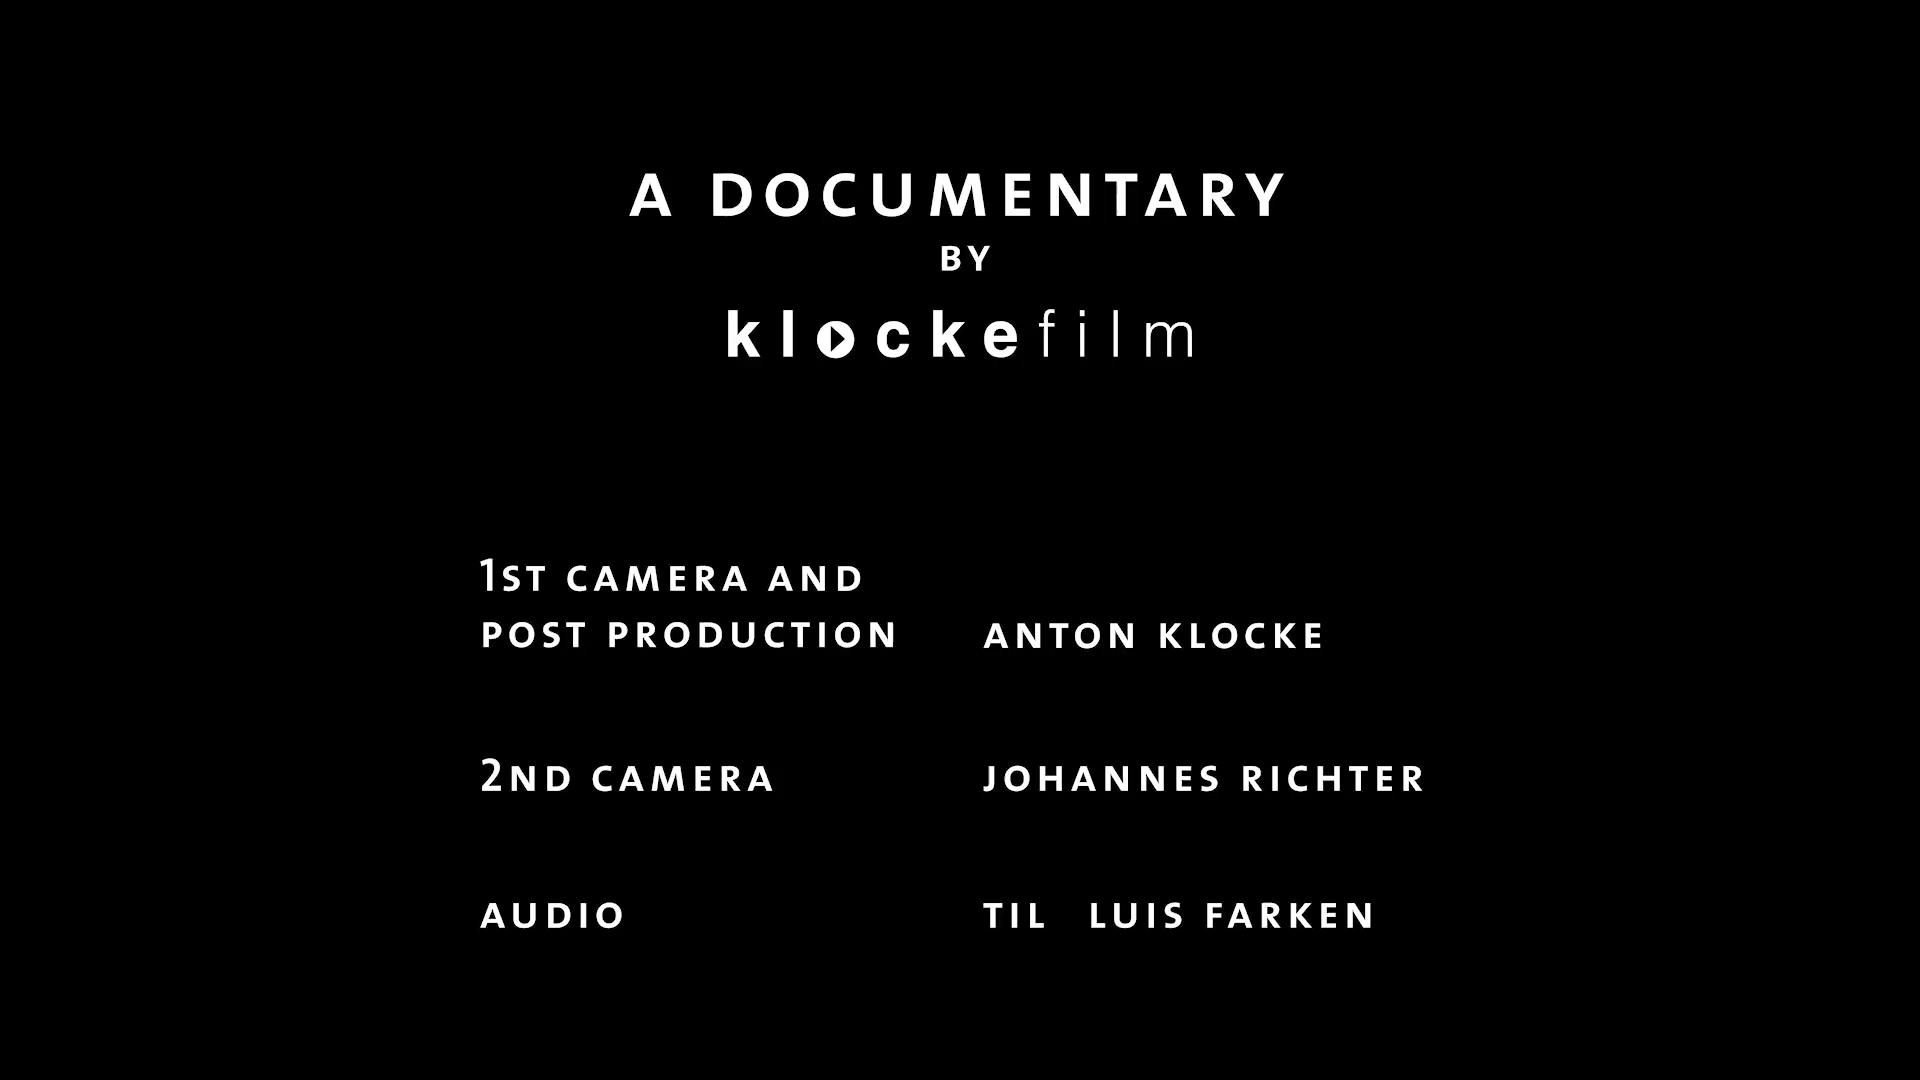 A DOCUMENTARY
BY
klockefilm
1ST CAMERA AND
POST PRODUCTION ANTON KLOCKE
2ND CAMERA JOHANNES RICHTER
AUDIO TIL LUIS FARKEN